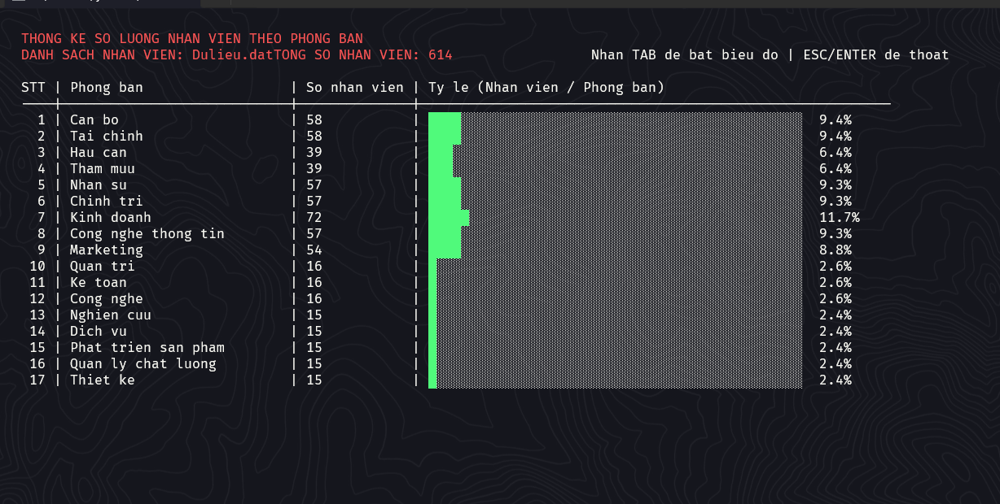 THONG KE SO LUONG NHAN VIEN THEO PHONG BAN
DANH SACH NHAN VIEN: Dulieu.datTONG SO NHAN VIEN: 614 Nhan TAB de bat bieu do | ESC/ENTER de thoat
STT | Phong ban | So nhan vien | Ty le (Nhan vien / Phong ban)
1 | Can bo | 58 | 9.4%
2 | Tai chinh | 58 | 9.4%
3 | Hau can | 39 | 6.4%
4 | Tham muu | 39 | 6.4%
5 | Nhan su | 57 | 9.3%
6 | Chinh tri | 57 | 9.3%
7 | Kinh doanh | 72 | 11.7%
8 | Cong nghe thong tin | 57 | 9.3%
9 | Marketing | 54 | 8.8%
10 | Quan tri | 16 | 2.6%
11 | Ke toan | 16 | 2.6%
12 | Cong nghe | 16 | 2.6%
13 | Nghien cuu | 15 | 2.4%
14 | Dich vu | 15 | 2.4%
15 | Phat trien san pham | 15 | 2.4%
16 | Quan ly chat luong | 15 | 2.4%
17 | Thiet ke | 15 | 2.4%